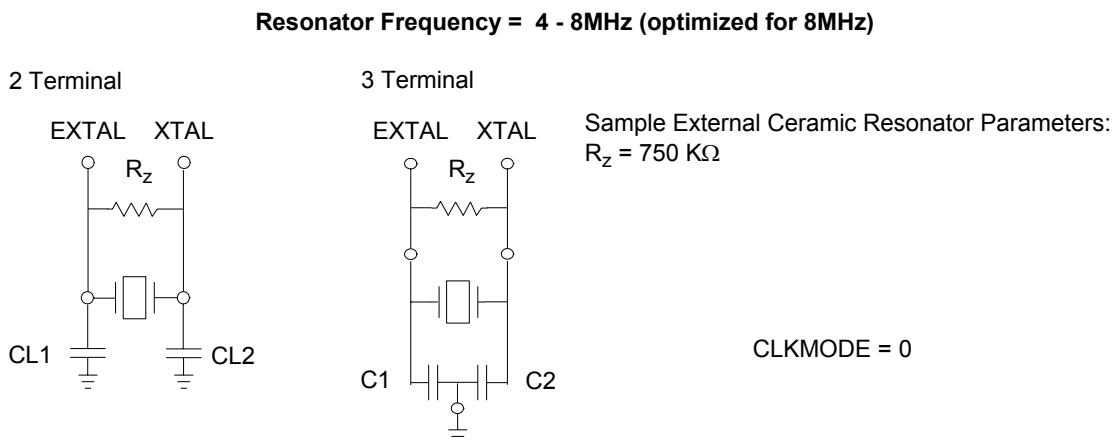 Resonator Frequency = 4 - 8MHz (optimized for 8MHz)
2 Terminal
EXTAL XTAL
Rz
CL1
CL2
3 Terminal
EXTAL XTAL
Rz
C1
C2
Sample External Ceramic Resonator Parameters:
Rz = 750 KΩ
CLKMODE = 0